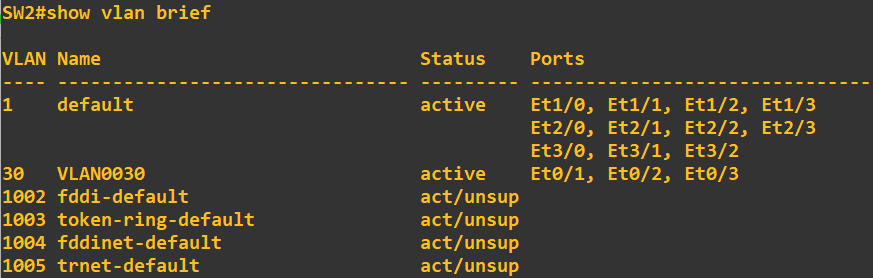 SW2#show vlan brief
VLAN Name                             Status    Ports
---- -------------------------------- --------- -------------------------------
1    default                          active    Et1/0, Et1/1, Et1/2, Et1/3
                                                Et2/0, Et2/1, Et2/2, Et2/3
                                                Et3/0, Et3/1, Et3/2
30   VLAN0030                         active    Et0/1, Et0/2, Et0/3
1002 fddi-default                     act/unsup
1003 token-ring-default               act/unsup
1004 fddinet-default                  act/unsup
1005 trnet-default                    act/unsup